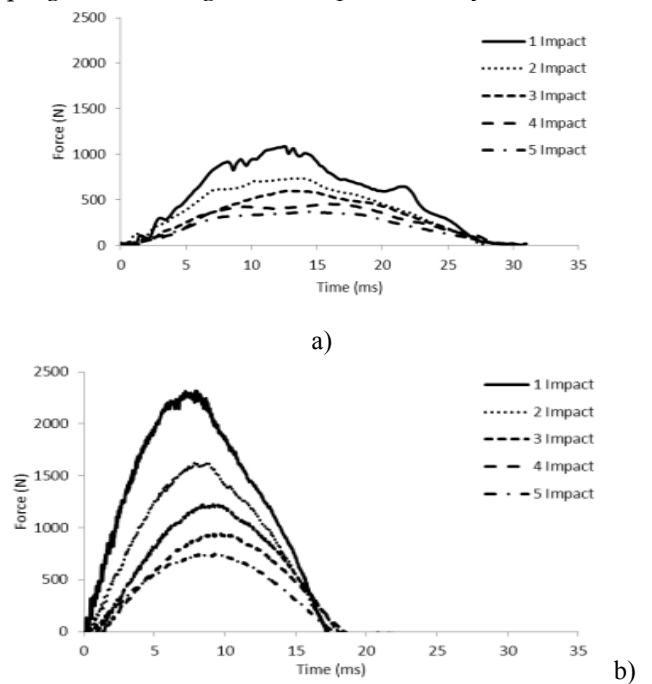 2500
2000
1500
1000
500
0
Force (N)
0 5 10 15 20 25 30 35
Time (ms)
1 Impact
2 Impact
3 Impact
4 Impact
5 Impact
a)
2500
2000
1500
1000
500
0
Force (N)
0 5 10 15 20 25 30 35
Time (ms)
1 Impact
2 Impact
3 Impact
4 Impact
5 Impact
b)